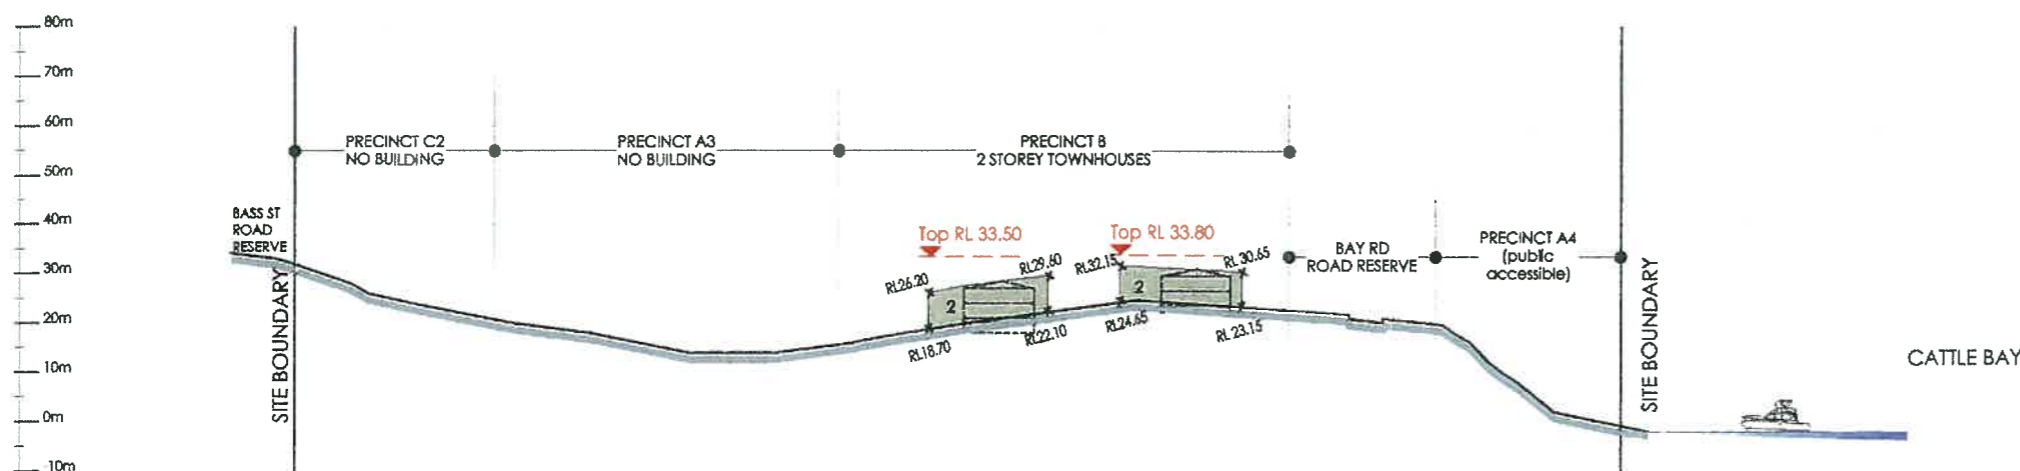 80m
70m
60m
50m
40m
30m
20m
10m
0m
-10m
SITE BOUNDARY
BASS ST
ROAD
RESERVE
PRECINCT C2
NO BUILDING
PRECINCT A3
NO BUILDING
PRECINCT B
2 STOREY TOWNHOUSES
Top RL 33.50
RL26.20
RL29.60
2
RL18.70
RL22.10
Top RL 33.80
RL32.15
RL 30.65
2
RL24.65
RL 23.15
BAY RD
ROAD RESERVE
PRECINCT A4
(public
accessible)
SITE BOUNDARY
CATTLE BAY